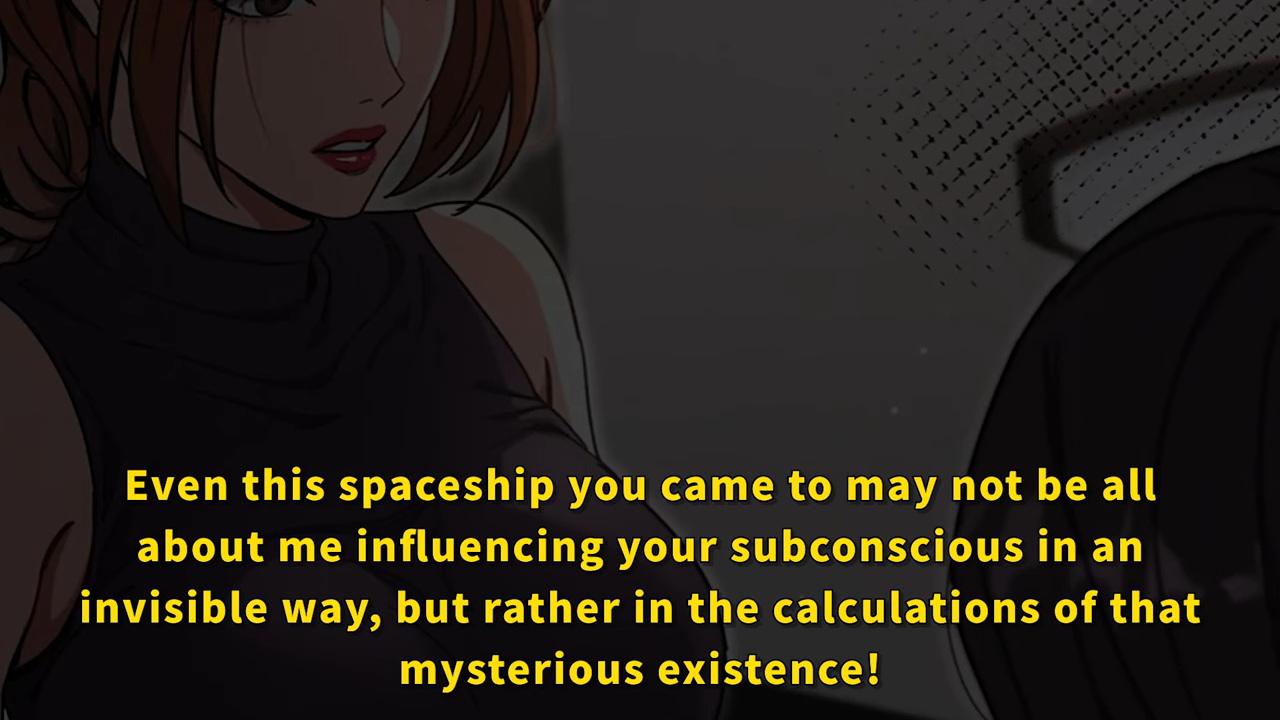 Even this spaceship you came to may not be all
about me influencing your subconscious in an
invisible way, but rather in the calculations of that
mysterious existence!